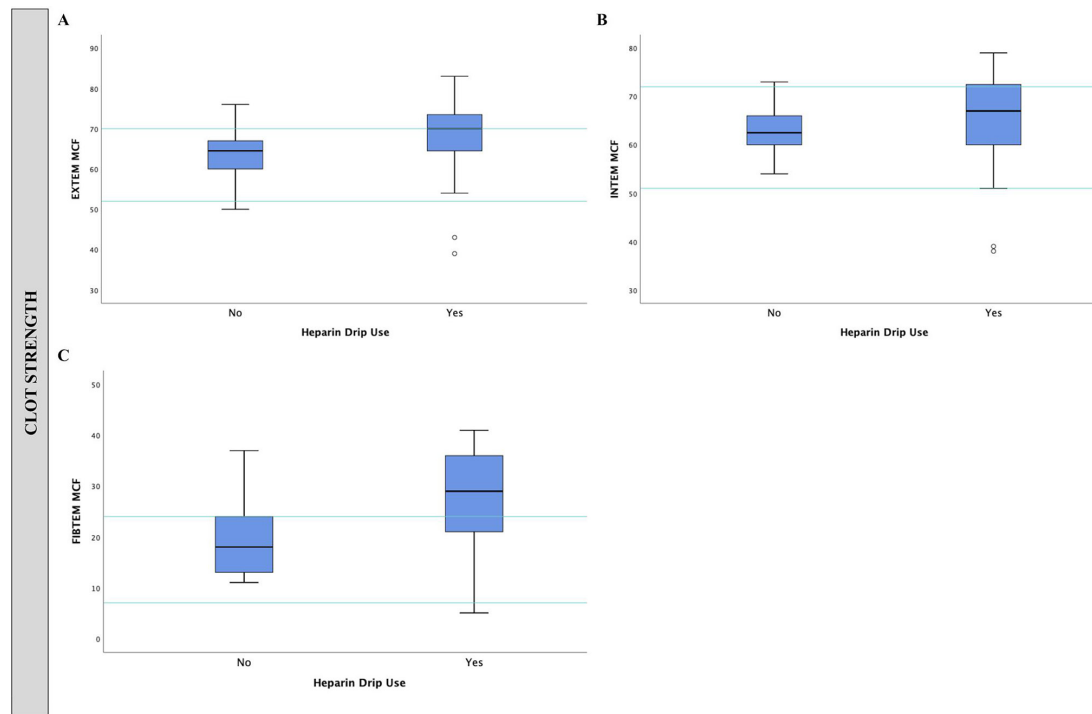 CLOT STRENGTH
A
EXTEM MCF
90
80
70
60
50
40
30
No
Yes
Heparin Drip Use
B
INTEM MCF
80
70
60
50
40
30
No
Yes
Heparin Drip Use
C
FIBTEM MCF
50
40
30
20
10
0
No
Yes
Heparin Drip Use